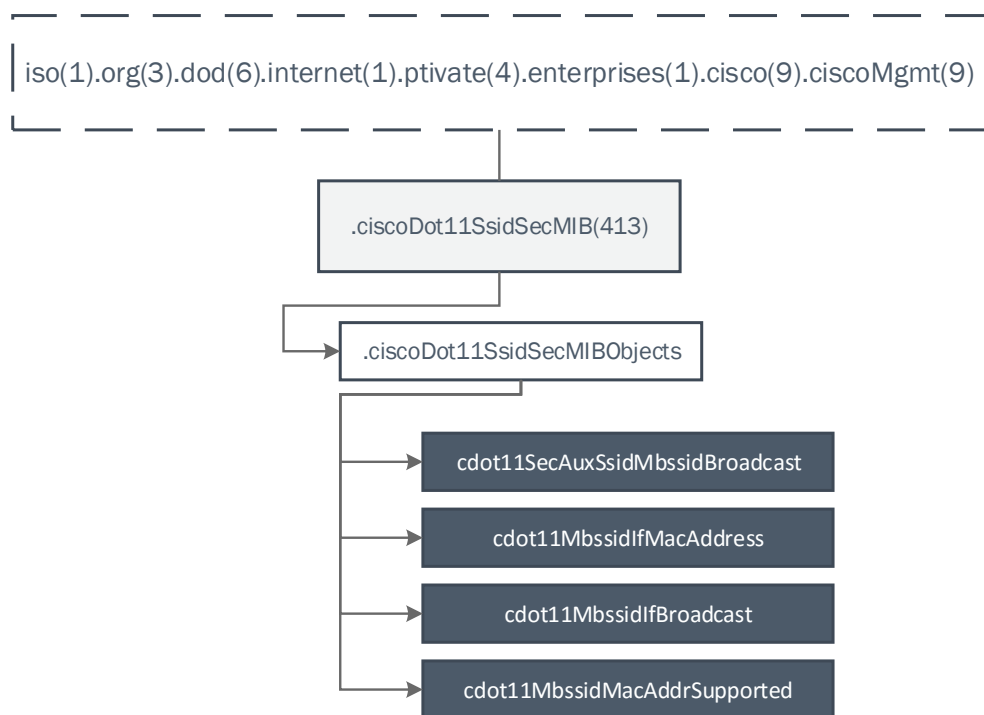 iso(1).org(3).dod(6).internet(1).ptivate(4).enterprises(1).cisco(9).ciscoMgmt(9)
.ciscoDot11SsidSecMIB(413)
.ciscoDot11SsidSecMIBObjects
cdot11SecAuxSsidMbssidBroadcast
cdot11MbssidIfMacAddress
cdot11MbssidIfBroadcast
cdot11MbssidMacAddrSupported